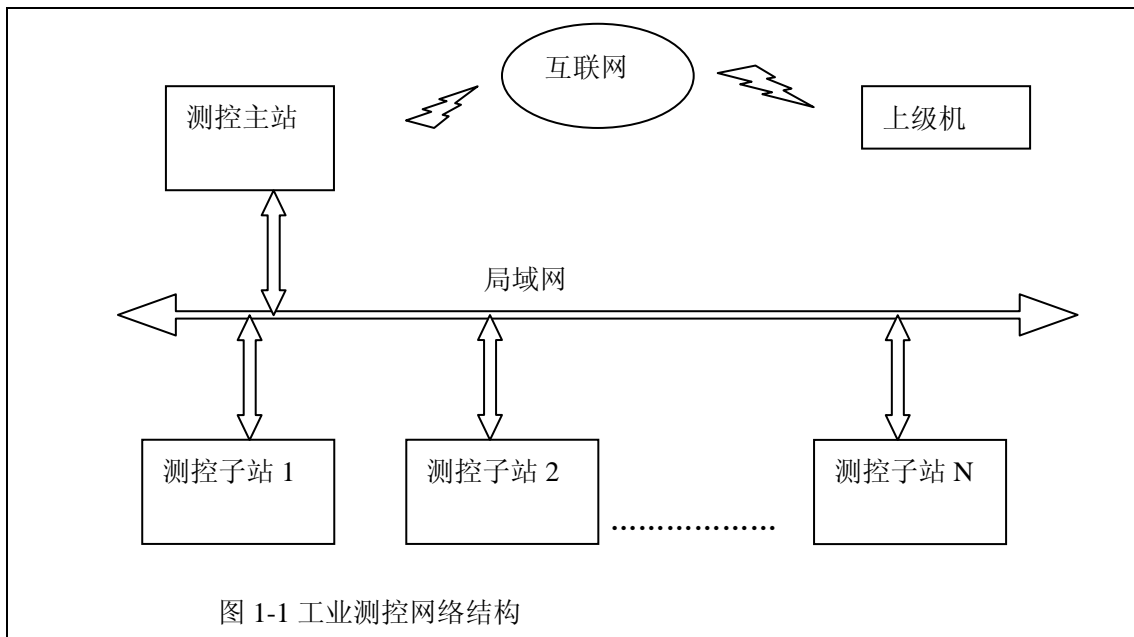 互联网
测控主站
上级机
局域网
测控子站 1
测控子站 2
测控子站 N
………………
图 1-1 工业测控网络结构